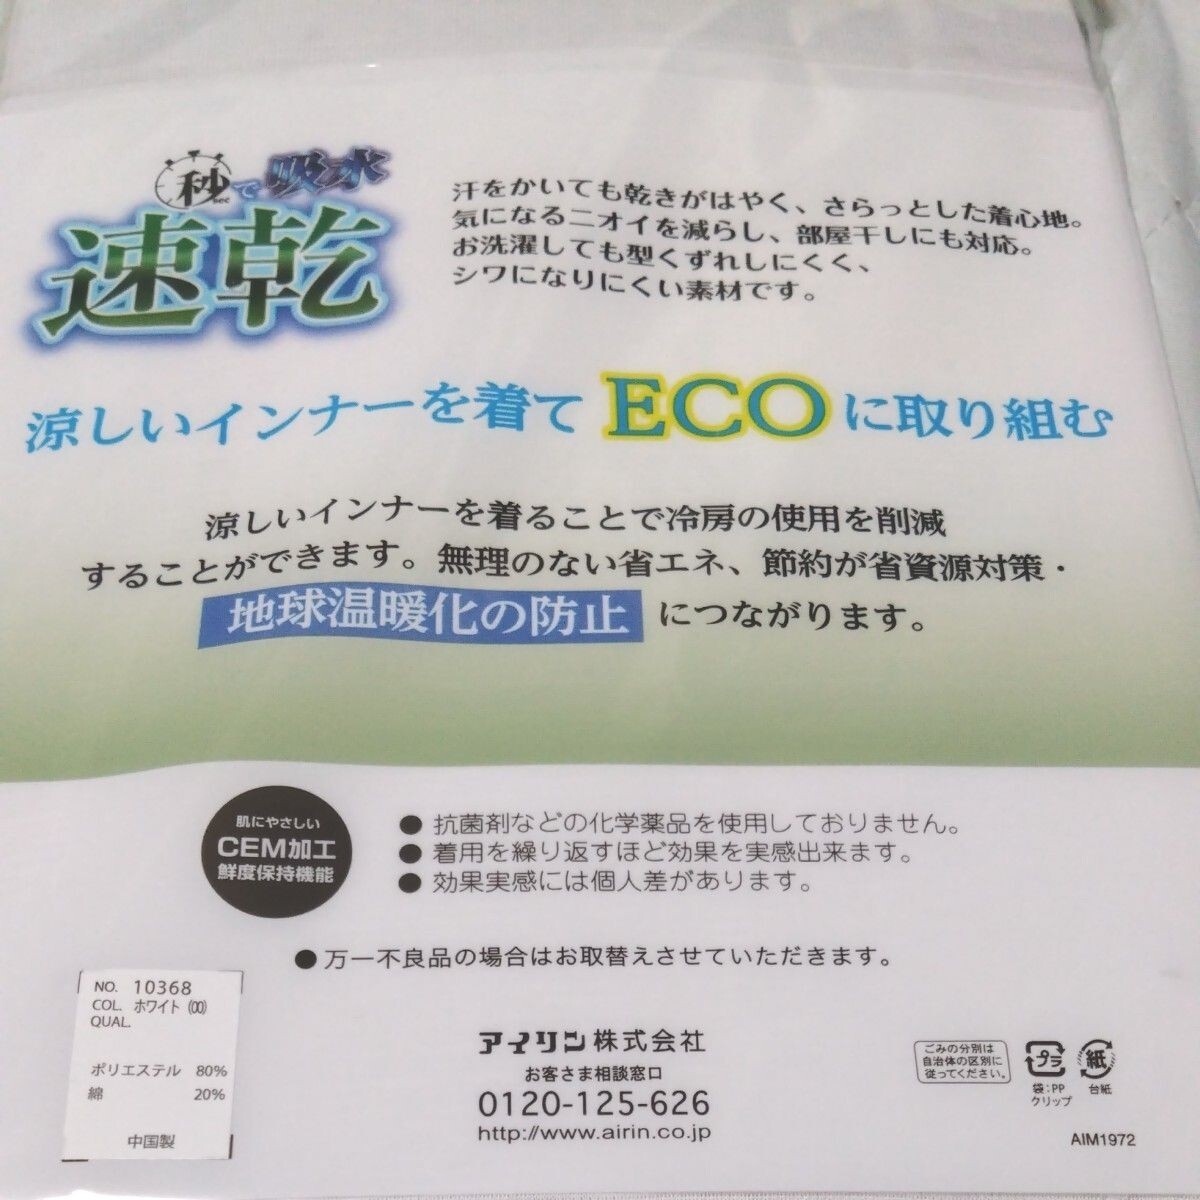 秒で吸水
sec
速乾
汗をかいても乾きがはやく、さらっとした着心地。
気になるニオイを減らし、部屋干しにも対応。
お洗濯しても型くずれしにくく、
シワになりにくい素材です。
涼しいインナーを着て ECO に取り組む
涼しいインナーを着ることで冷房の使用を削減
することができます。無理のない省エネ、節約が省資源対策・
地球温暖化の防止 につながります。
肌にやさしい
CEM加工
鮮度保持機能
● 抗菌剤などの化学薬品を使用しておりません。
● 着用を繰り返すほど効果を実感出来ます。
● 効果実感には個人差があります。
● 万一不良品の場合はお取替えさせていただきます。
NO. 10368
COL. ホワイト (00)
QUAL.
ポリエステル 80%
綿 20%
中国製
アイリン株式会社
お客さま相談窓口
0120-125-626
http://www.airin.co.jp
ごみの分別は
自治体の区別に
従ってください。
プラ
袋:PP
クリップ
紙
台紙
AIM1972